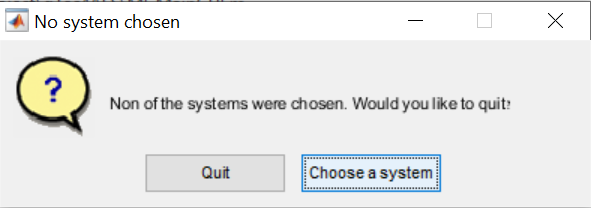 No system chosen
Non of the systems were chosen. Would you like to quit?
Quit
Choose a system